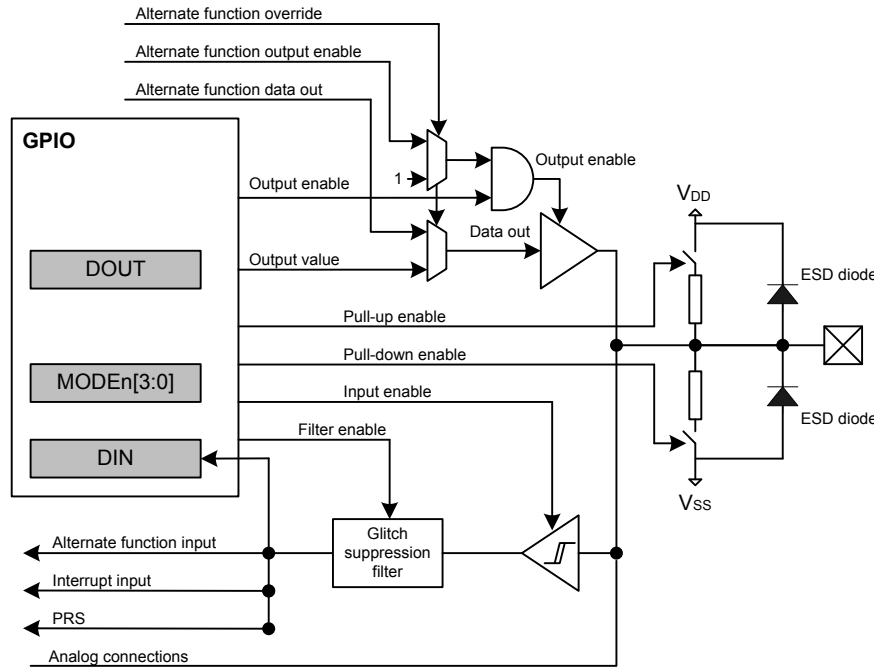 Alternate function override
Alternate function output enable
Alternate function data out
GPIO
Output enable
1
Output enable
VDD
Data out
Output value
DOUT
ESD diode
Pull-up enable
Pull-down enable
MODEn[3:0]
Input enable
ESD diode
Filter enable
DIN
VSS
Glitch
suppression
filter
Alternate function input
Interrupt input
PRS
Analog connections